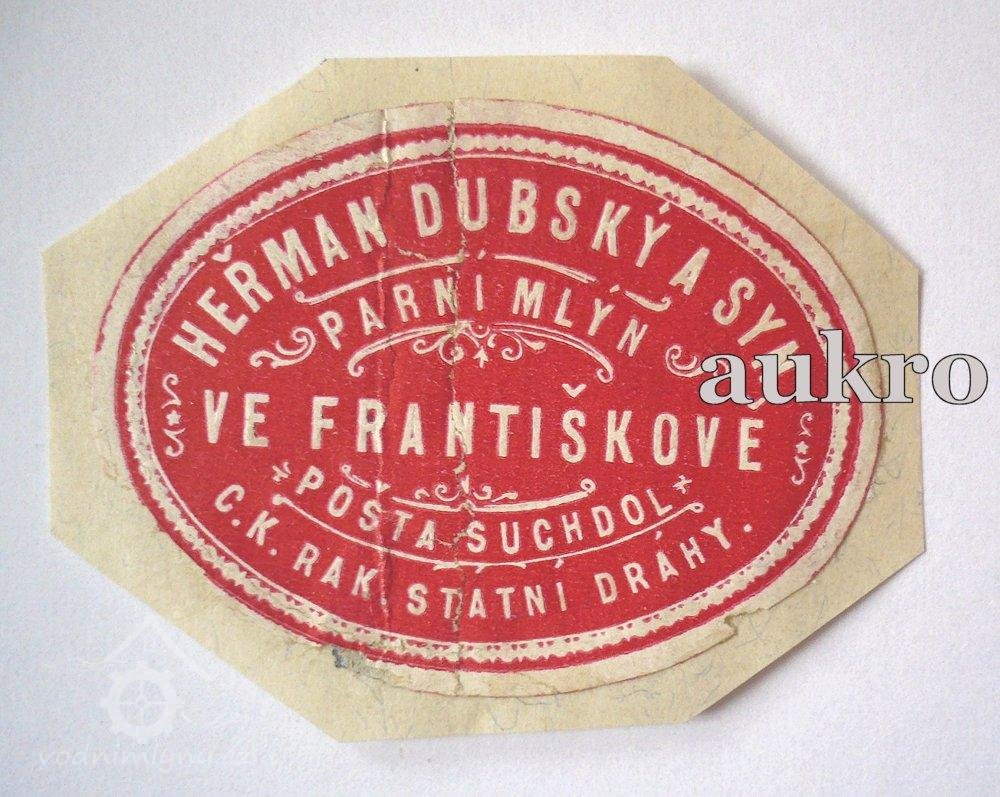 HEŘMAN DUBSKÝ A SYN
PARNÍ MLÝN
VE FRANTIŠKOVĚ
POŠTA SUCHDOL
C. K. RAK. STÁTNÍ DRÁHY.
aukro
vodnimlyny.cz